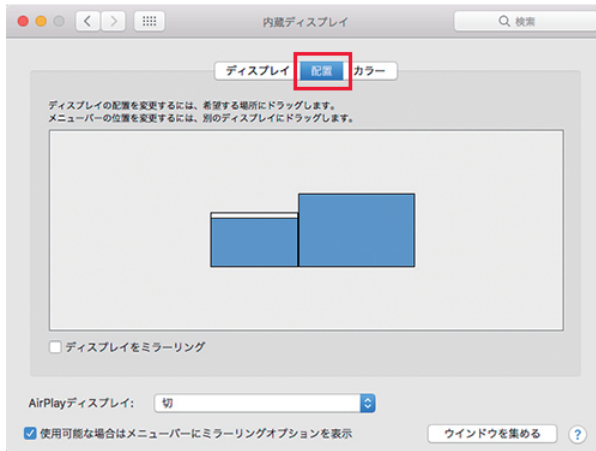 内蔵ディスプレイ
検索
ディスプレイ 配置 カラー
ディスプレイの配置を変更するには、希望する場所にドラッグします。
メニューバーの位置を変更するには、別のディスプレイにドラッグします。
ディスプレイをミラーリング
AirPlayディスプレイ: 切
使用可能な場合はメニューバーにミラーリングオプションを表示
ウインドウを集める ?